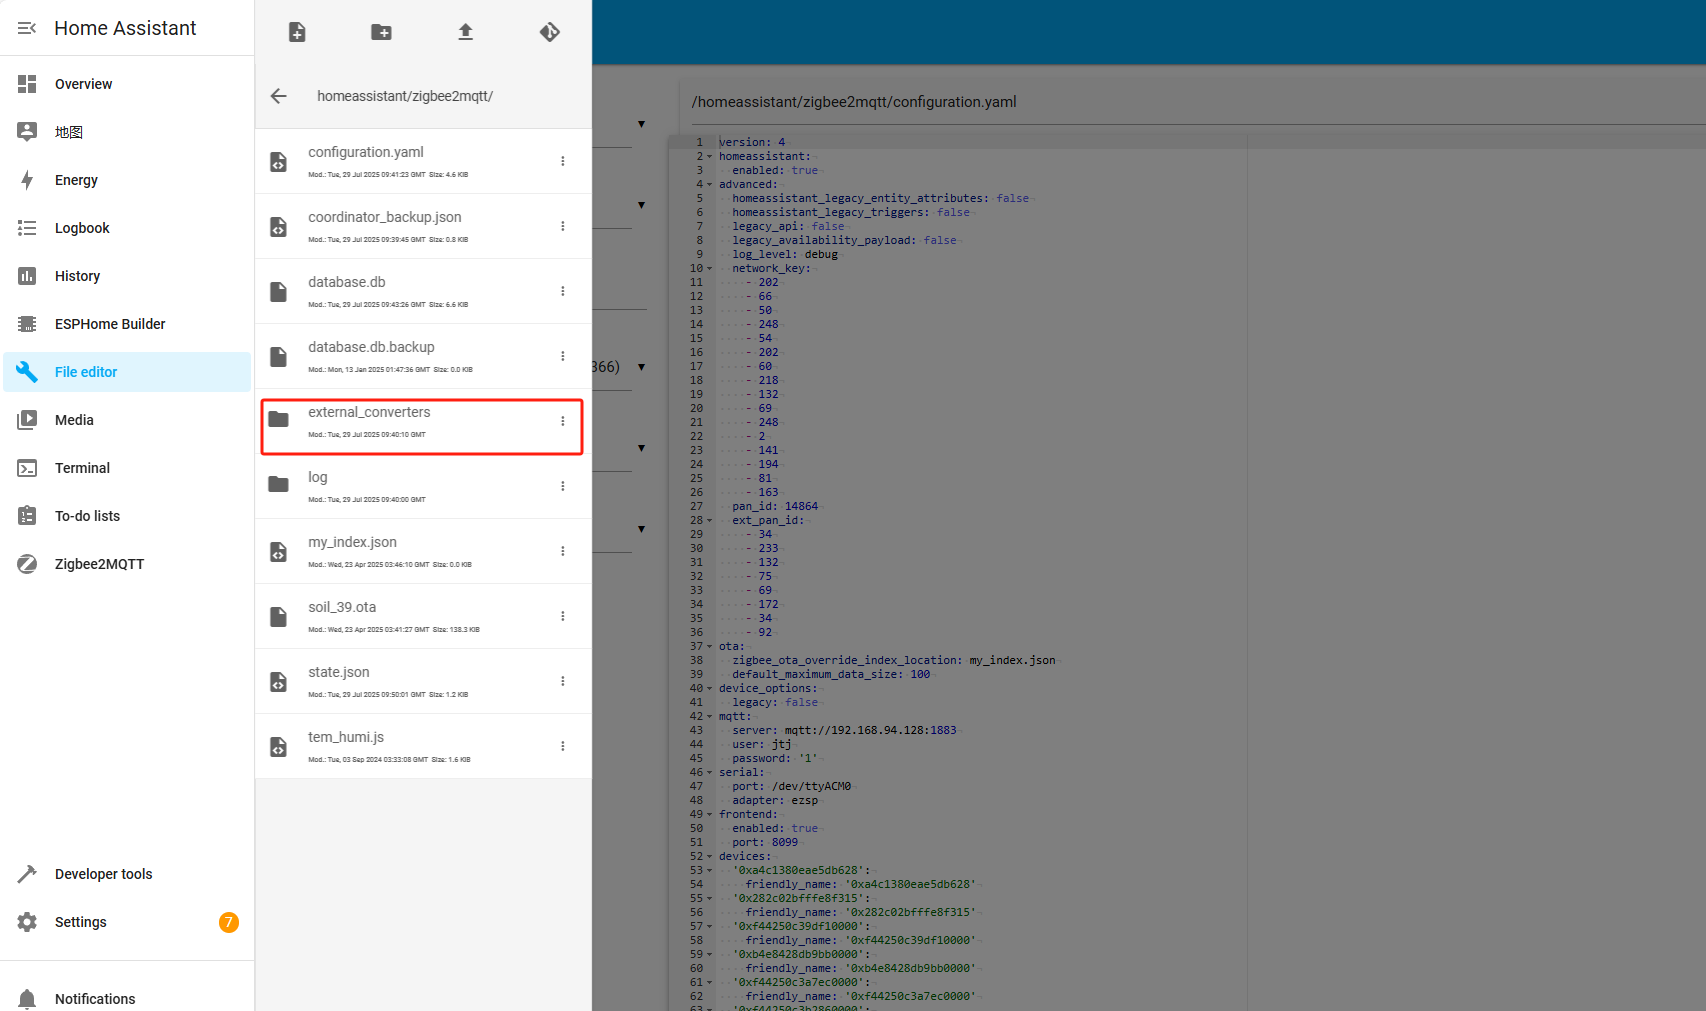 Home Assistant
Overview
地图
Energy
Logbook
History
ESPHome Builder
File editor
Media
Terminal
To-do lists
Zigbee2MQTT
Developer tools
Settings
7
Notifications
homeassistant/zigbee2mqtt/
configuration.yaml
Mod.: Tue, 29 Jul 2025 09:41:23 GMT Size: 4.6 KiB
coordinator_backup.json
Mod.: Tue, 29 Jul 2025 09:39:45 GMT Size: 0.8 KiB
database.db
Mod.: Tue, 29 Jul 2025 09:43:26 GMT Size: 6.6 KiB
database.db.backup
Mod.: Mon, 13 Jan 2025 01:47:36 GMT Size: 0.0 KiB
external_converters
Mod.: Tue, 29 Jul 2025 09:40:10 GMT
log
Mod.: Tue, 29 Jul 2025 09:40:00 GMT
my_index.json
Mod.: Wed, 23 Apr 2025 03:46:10 GMT Size: 0.0 KiB
soil_39.ota
Mod.: Wed, 23 Apr 2025 03:41:27 GMT Size: 138.3 KiB
state.json
Mod.: Tue, 29 Jul 2025 09:50:01 GMT Size: 1.2 KiB
tem_humi.js
Mod.: Tue, 03 Sep 2024 03:33:08 GMT Size: 1.6 KiB
366)
/homeassistant/zigbee2mqtt/configuration.yaml
1 version: 4
2 homeassistant:
3 enabled: true
4 advanced:
5 homeassistant_legacy_entity_attributes: false
6 homeassistant_legacy_triggers: false
7 legacy_api: false
8 legacy_availability_payload: false
9 log_level: debug
10 network_key:
11 - 202
12 - 66
13 - 50
14 - 248
15 - 54
16 - 202
17 - 60
18 - 218
19 - 132
20 - 69
21 - 248
22 - 2
23 - 141
24 - 194
25 - 81
26 - 163
27 pan_id: 14864
28 ext_pan_id:
29 - 34
30 - 233
31 - 132
32 - 75
33 - 69
34 - 172
35 - 34
36 - 92
37 ota:
38 zigbee_ota_override_index_location: my_index.json
39 default_maximum_data_size: 100
40 device_options:
41 legacy: false
42 mqtt:
43 server: mqtt://192.168.94.128:1883
44 user: jtj
45 password: '1'
46 serial:
47 port: /dev/ttyACM0
48 adapter: ezsp
49 frontend:
50 enabled: true
51 port: 8099
52 devices:
53 '0xa4c1380eae5db628':
54 friendly_name: '0xa4c1380eae5db628'
55 '0x282c02bfffe8f315':
56 friendly_name: '0x282c02bfffe8f315'
57 '0xf44250c39df10000':
58 friendly_name: '0xf44250c39df10000'
59 '0xb4e8428db9bb0000':
60 friendly_name: '0xb4e8428db9bb0000'
61 '0xf44250c3a7ec0000':
62 friendly_name: '0xf44250c3a7ec0000'
63 '0xf44250c3b2860000':